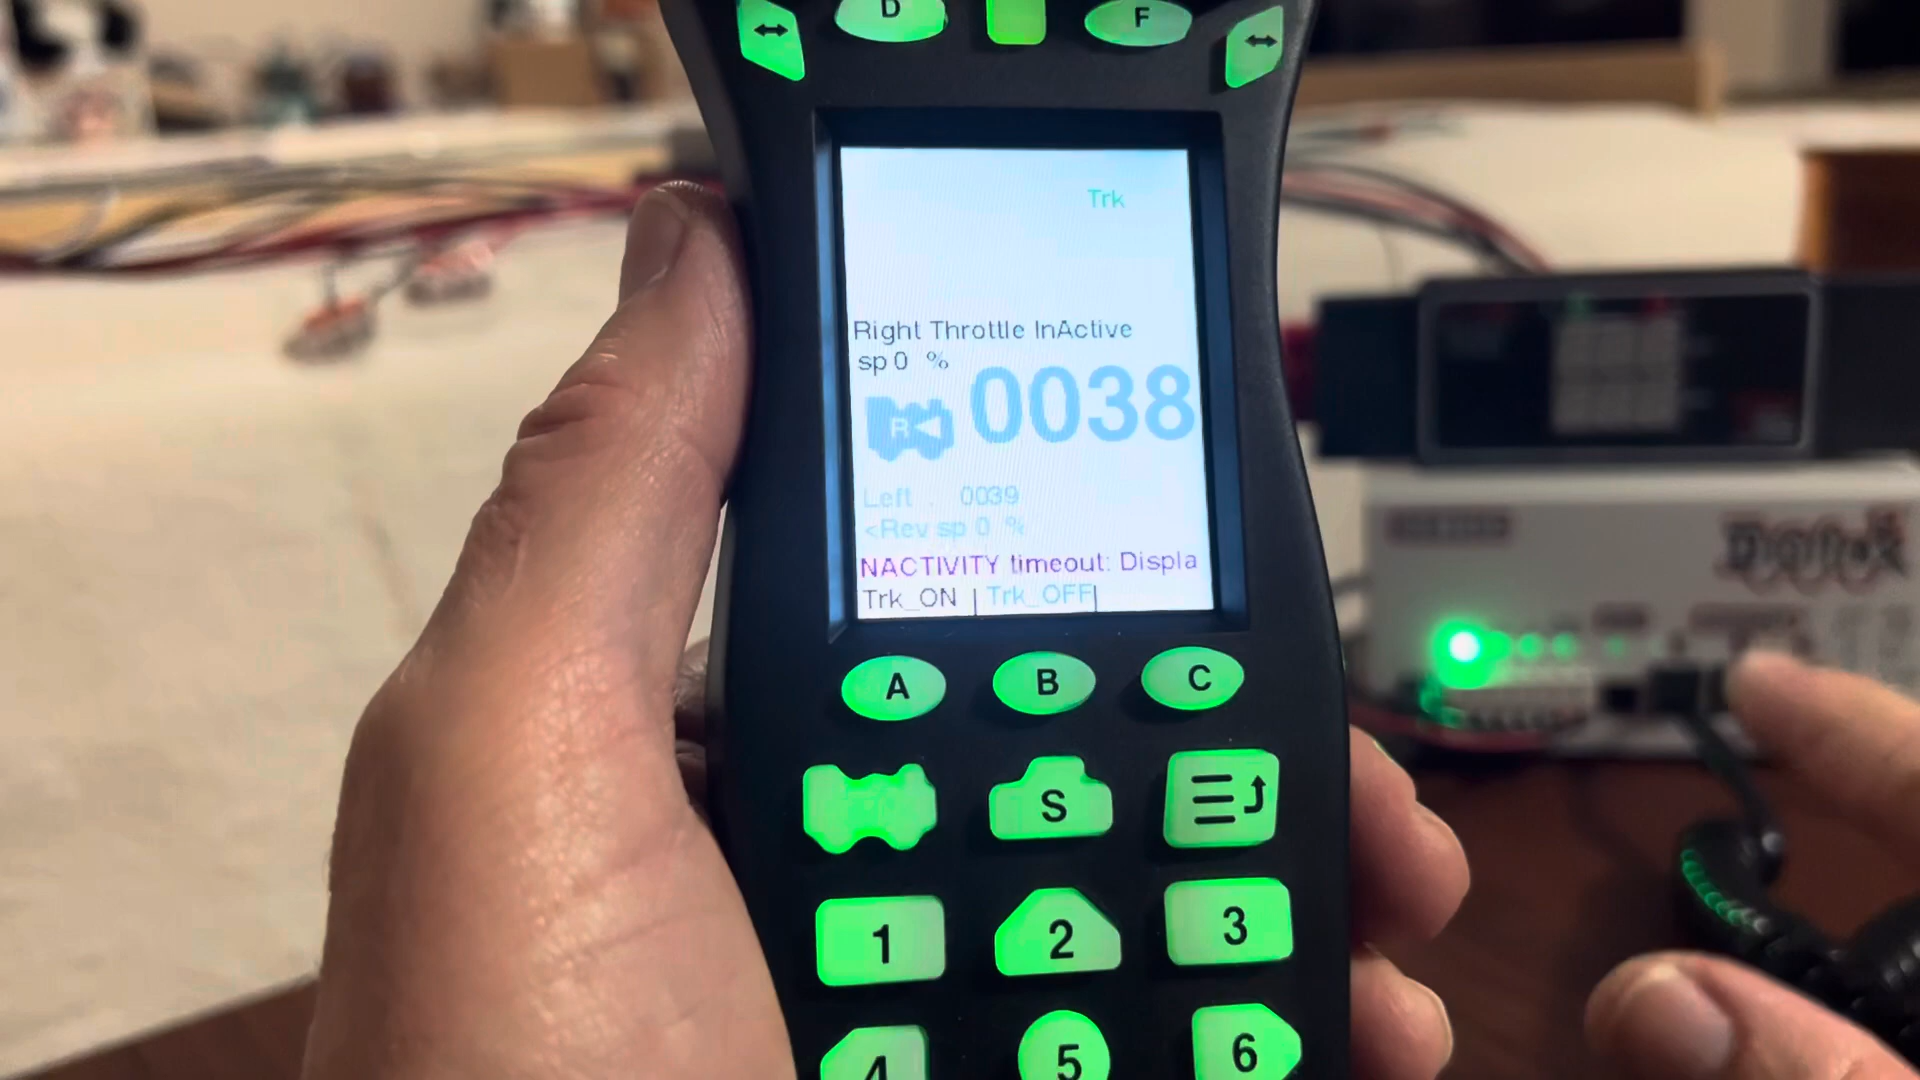 D F
Trk
Right Throttle InActive
sp 0 %
R 0038
Left . 0039
<Rev sp 0 %
NACTIVITY timeout: Displa
Trk_ON | Trk_OFF|
A B C
S
1 2 3
4 5 6